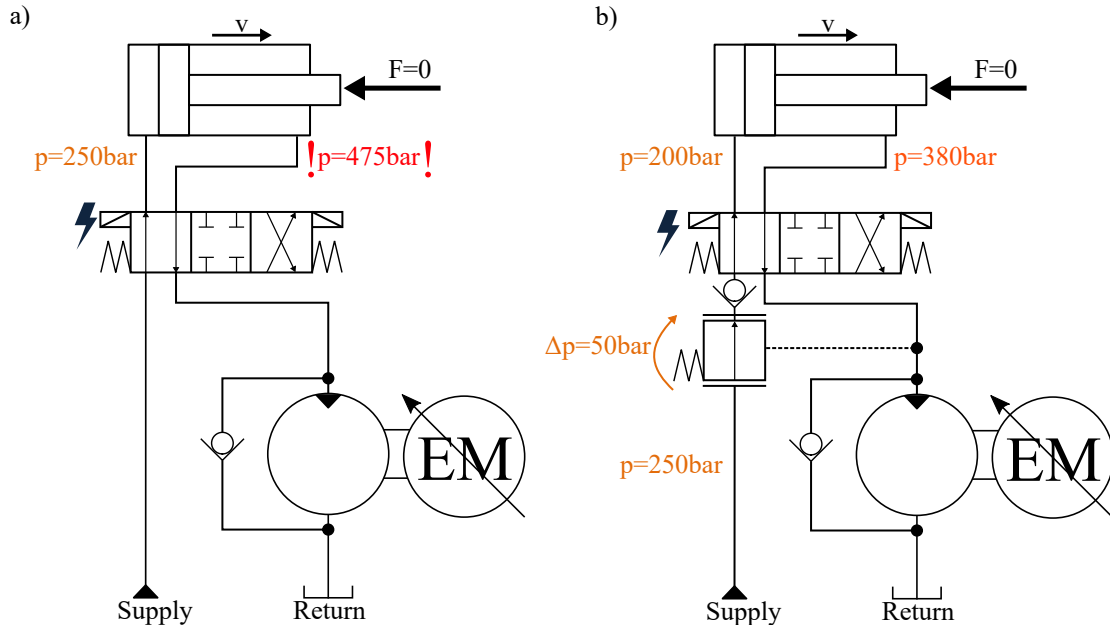 a)
v
F=0
p=250bar
!p=475bar!
EM
Supply
Return
b)
v
F=0
p=200bar
p=380bar
Δp=50bar
p=250bar
EM
Supply
Return